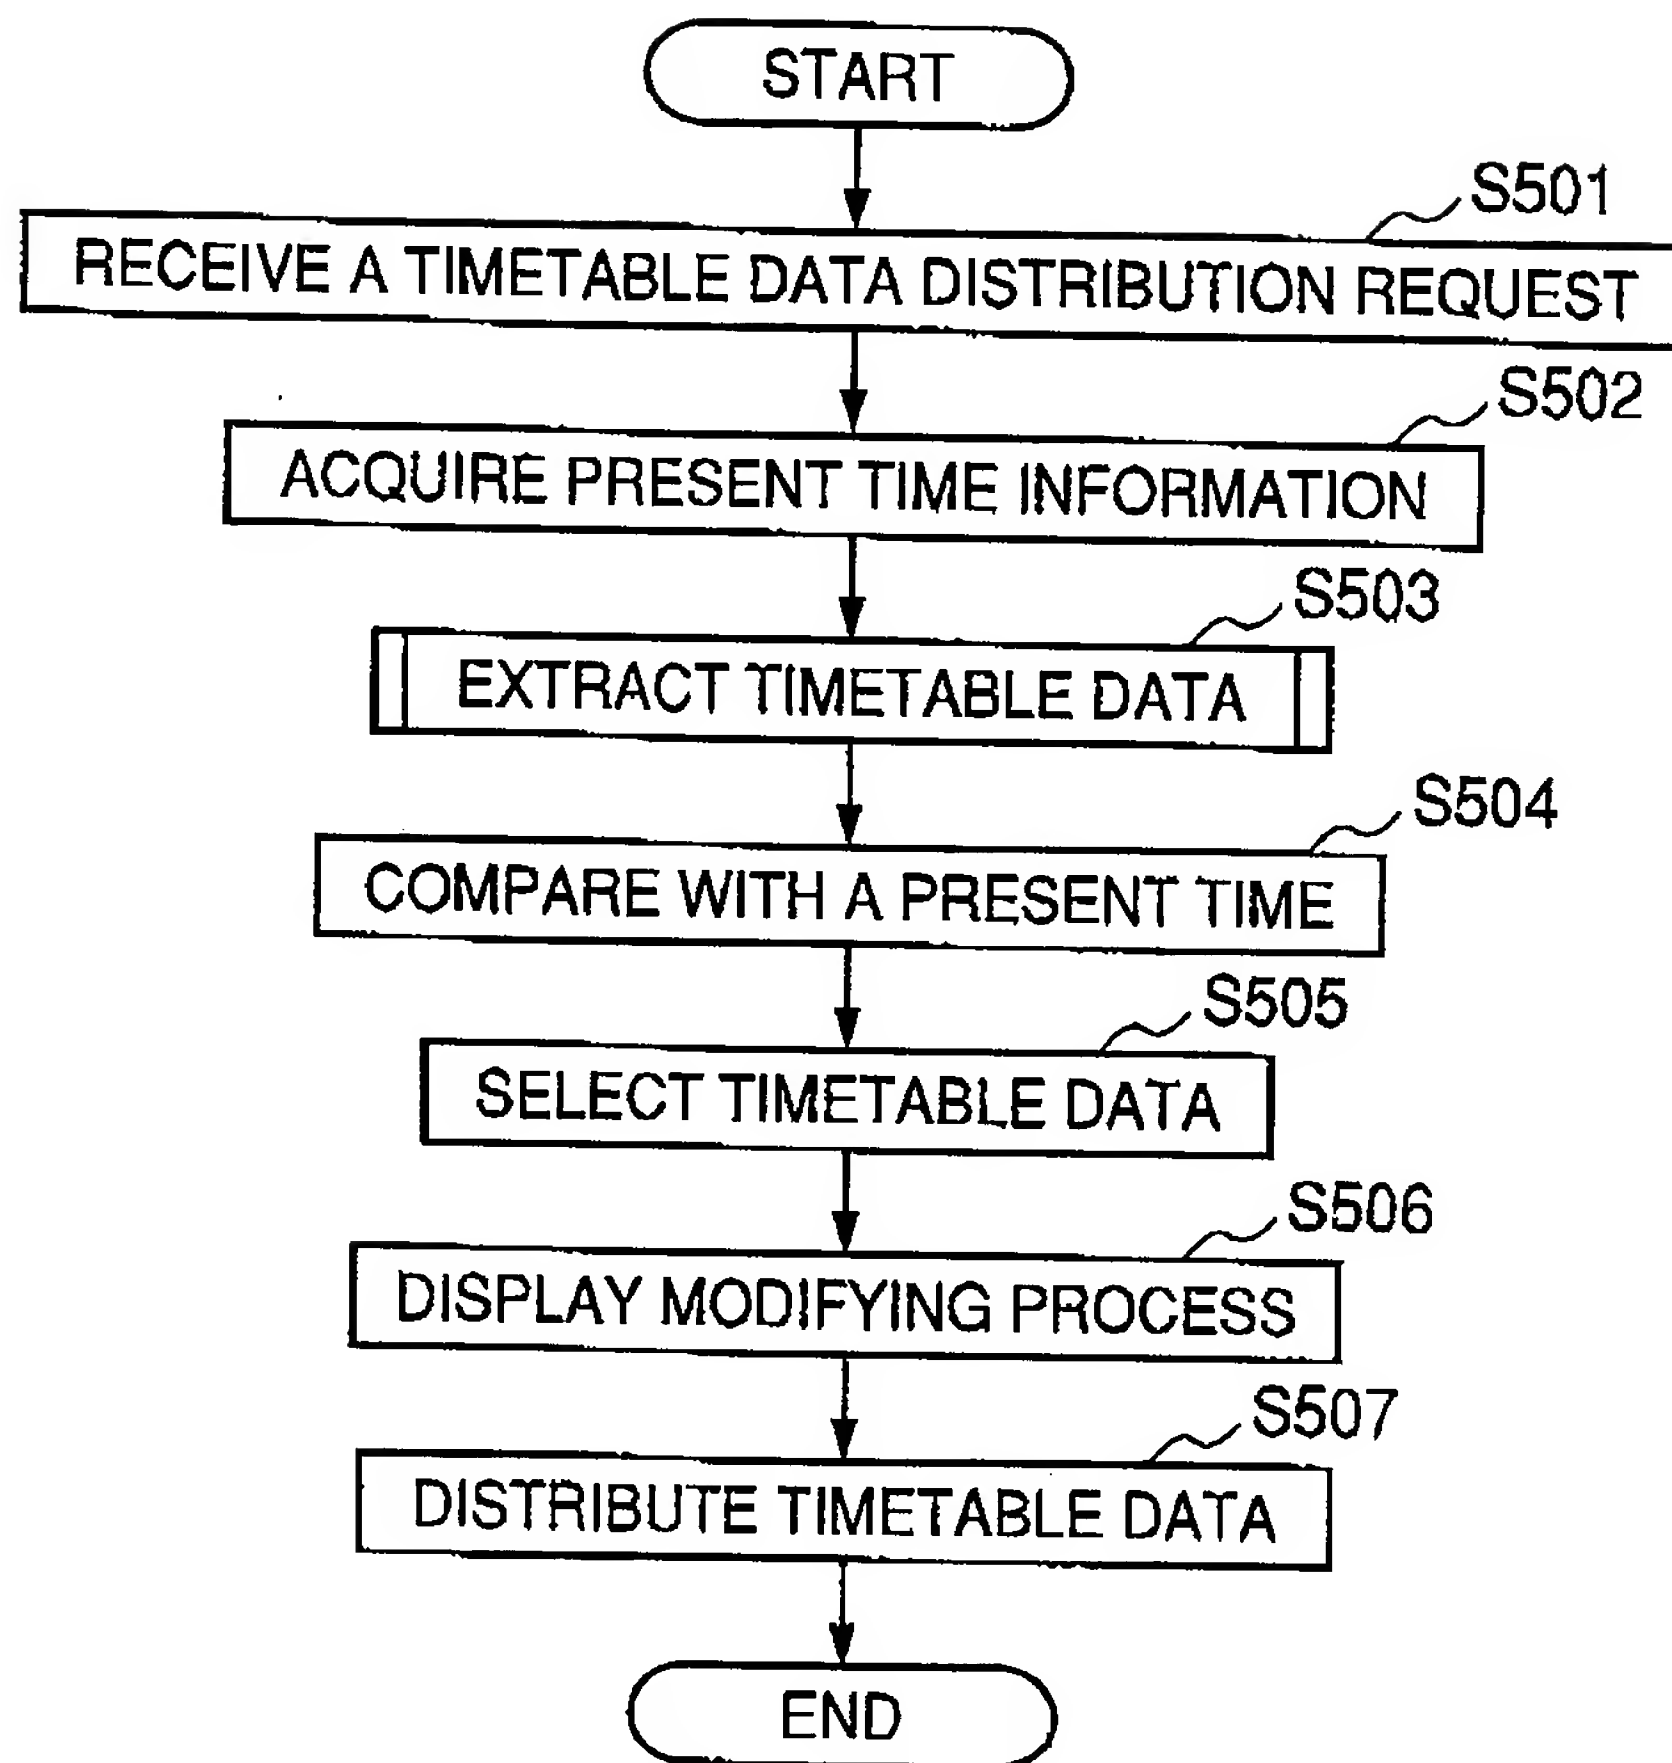 START
S501
RECEIVE A TIMETABLE DATA DISTRIBUTION REQUEST
S502
ACQUIRE PRESENT TIME INFORMATION
S503
EXTRACT TIMETABLE DATA
S504
COMPARE WITH A PRESENT TIME
S505
SELECT TIMETABLE DATA
S506
DISPLAY MODIFYING PROCESS
S507
DISTRIBUTE TIMETABLE DATA
END